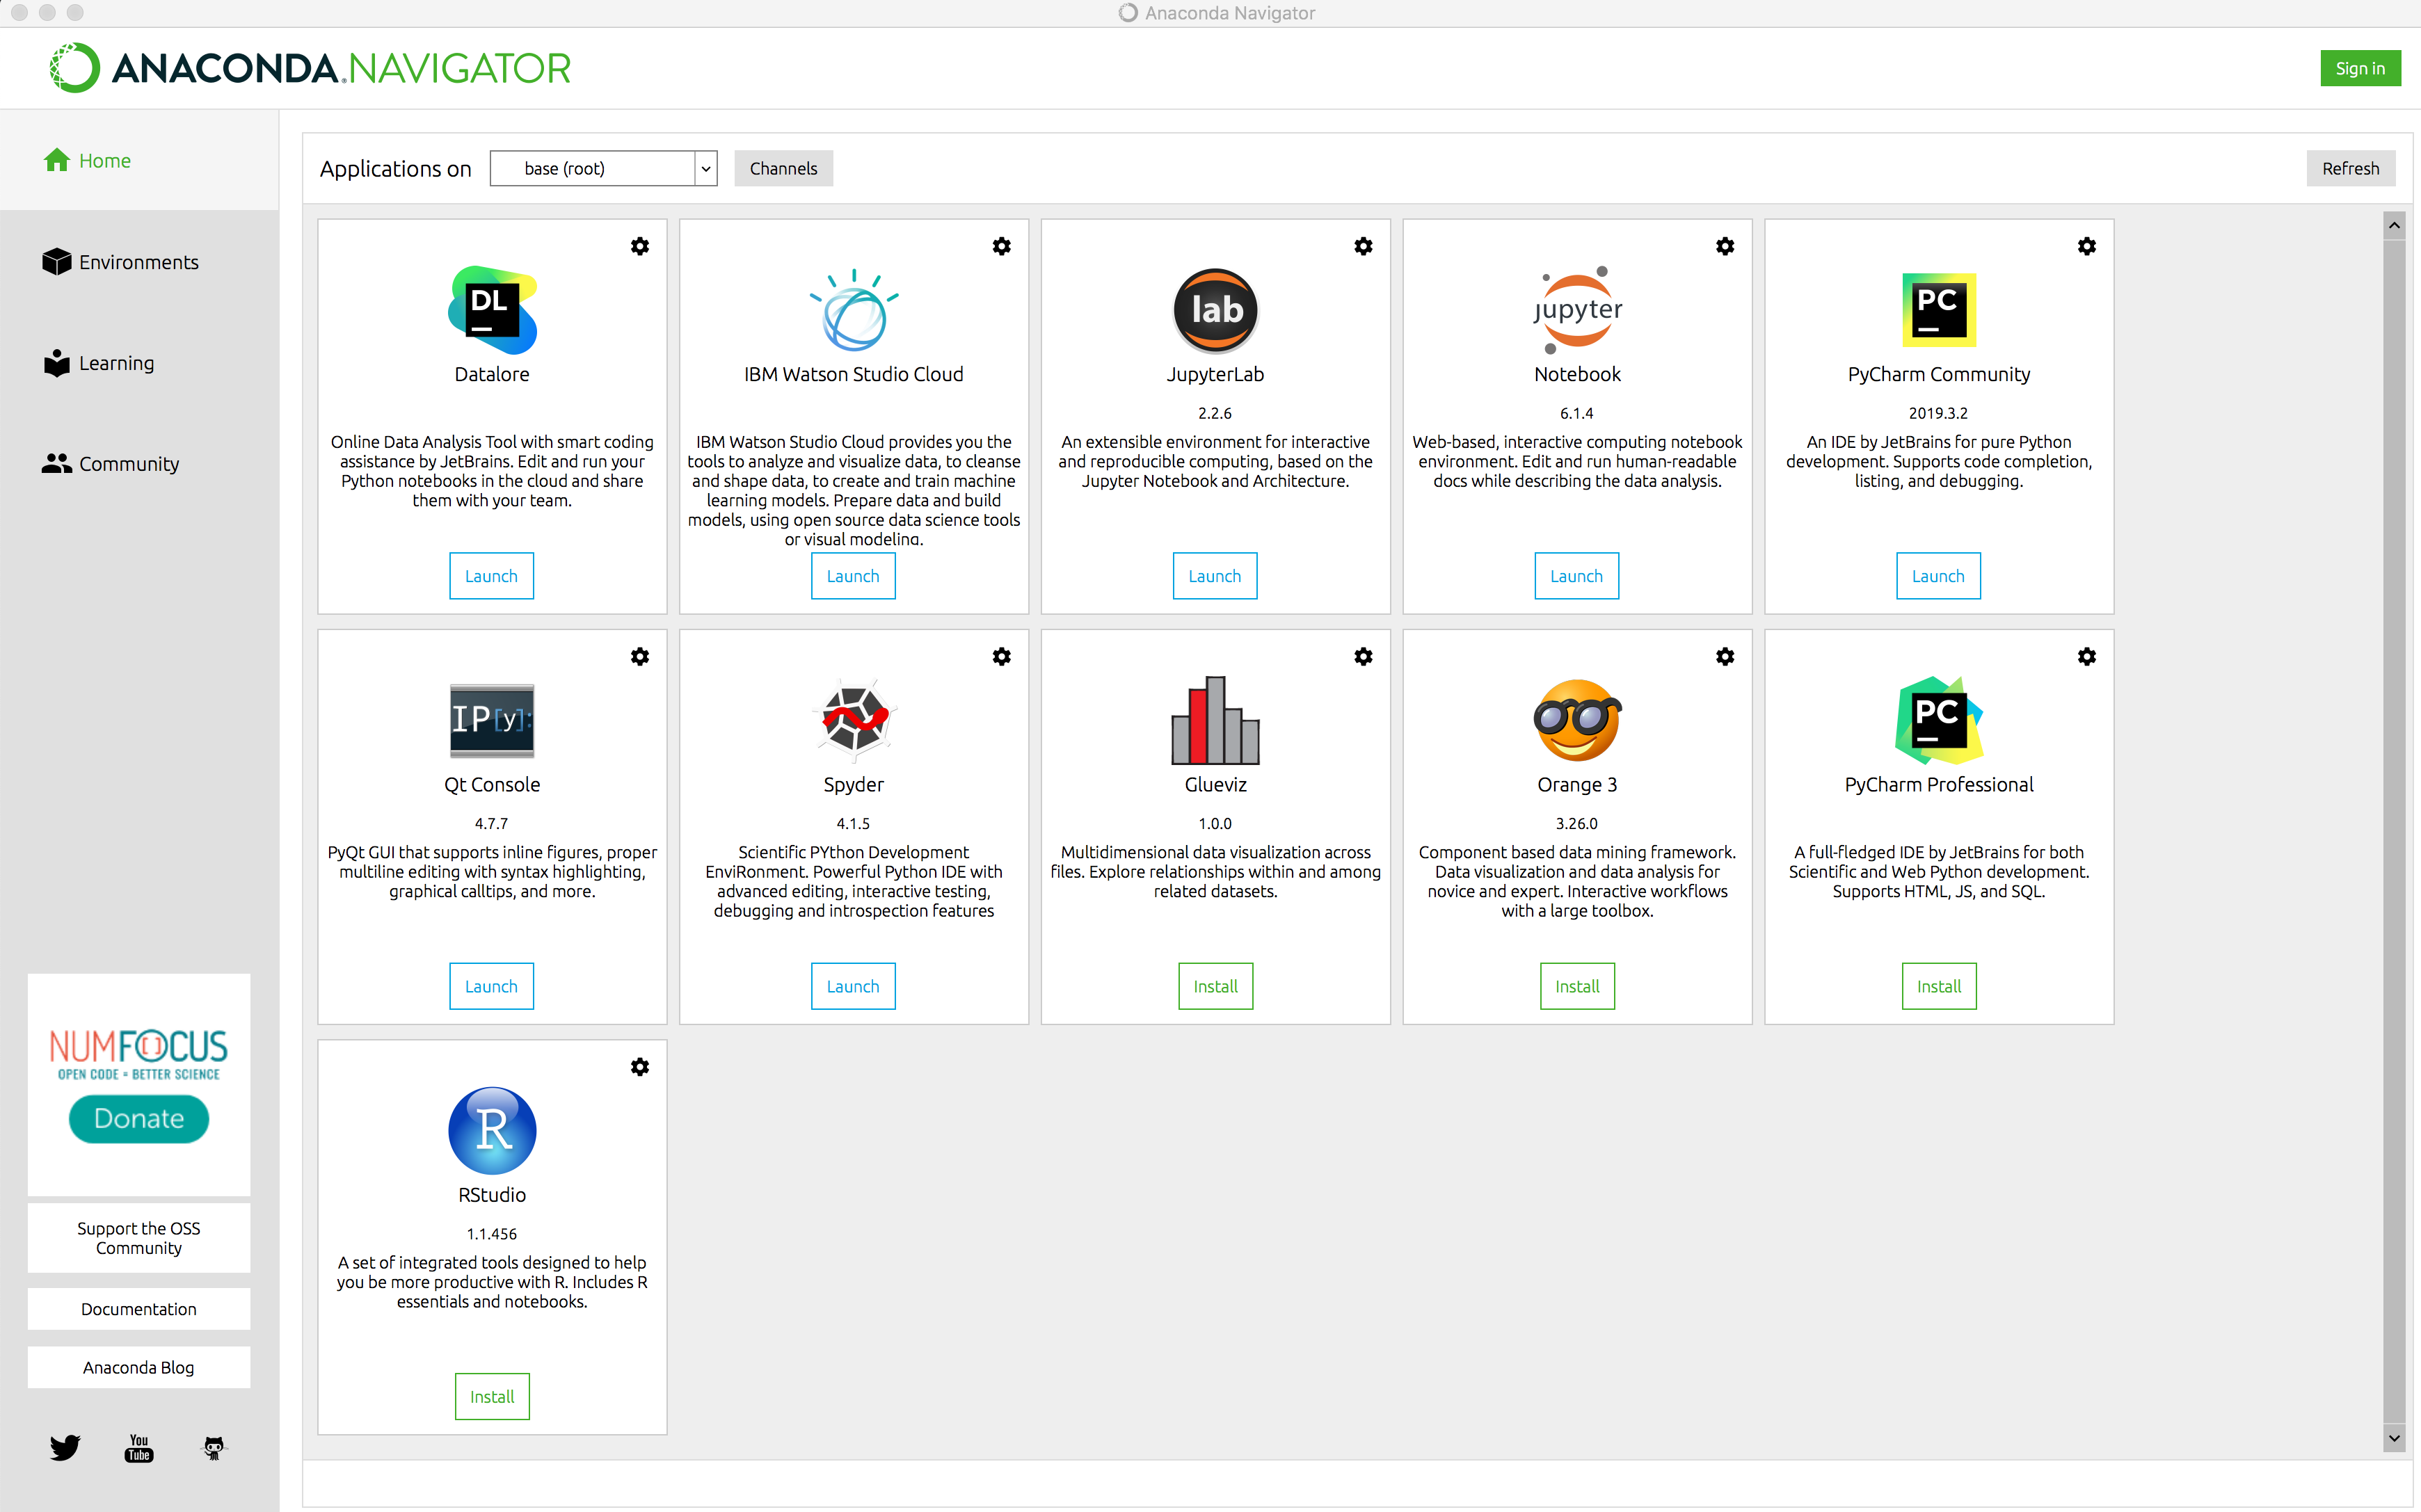 Anaconda Navigator
ANACONDA.NAVIGATOR
Sign in
Home
Environments
Learning
Community
Applications on
base (root)
Channels
Refresh
DL
Datalore
Online Data Analysis Tool with smart coding
assistance by JetBrains. Edit and run your
Python notebooks in the cloud and share
them with your team.
Launch
IBM Watson Studio Cloud
IBM Watson Studio Cloud provides you the
tools to analyze and visualize data, to cleanse
and shape data, to create and train machine
learning models. Prepare data and build
models, using open source data science tools
or visual modeling.
Launch
lab
JupyterLab
2.2.6
An extensible environment for interactive
and reproducible computing, based on the
Jupyter Notebook and Architecture.
Launch
jupyter
Notebook
6.1.4
Web-based, interactive computing notebook
environment. Edit and run human-readable
docs while describing the data analysis.
Launch
PC
PyCharm Community
2019.3.2
An IDE by JetBrains for pure Python
development. Supports code completion,
listing, and debugging.
Launch
IP[y]:
Qt Console
4.7.7
PyQt GUI that supports inline figures, proper
multiline editing with syntax highlighting,
graphical calltips, and more.
Launch
Spyder
4.1.5
Scientific PYthon Development
EnviRonment. Powerful Python IDE with
advanced editing, interactive testing,
debugging and introspection features
Launch
Glueviz
1.0.0
Multidimensional data visualization across
files. Explore relationships within and among
related datasets.
Install
Orange 3
3.26.0
Component based data mining framework.
Data visualization and data analysis for
novice and expert. Interactive workflows
with a large toolbox.
Install
PC
PyCharm Professional
A full-fledged IDE by JetBrains for both
Scientific and Web Python development.
Supports HTML, JS, and SQL.
Install
R
RStudio
1.1.456
A set of integrated tools designed to help
you be more productive with R. Includes R
essentials and notebooks.
Install
NUMFOCUS
OPEN CODE = BETTER SCIENCE
Donate
Support the OSS
Community
Documentation
Anaconda Blog
You
Tube